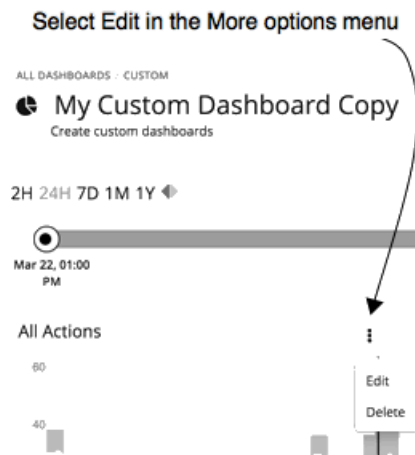 Select Edit in the More options menu
ALL DASHBOARDS / CUSTOM
My Custom Dashboard Copy
Create custom dashboards
2H 24H 7D 1M 1Y
Mar 22, 01:00
PM
All Actions
60
Edit
Delete
40